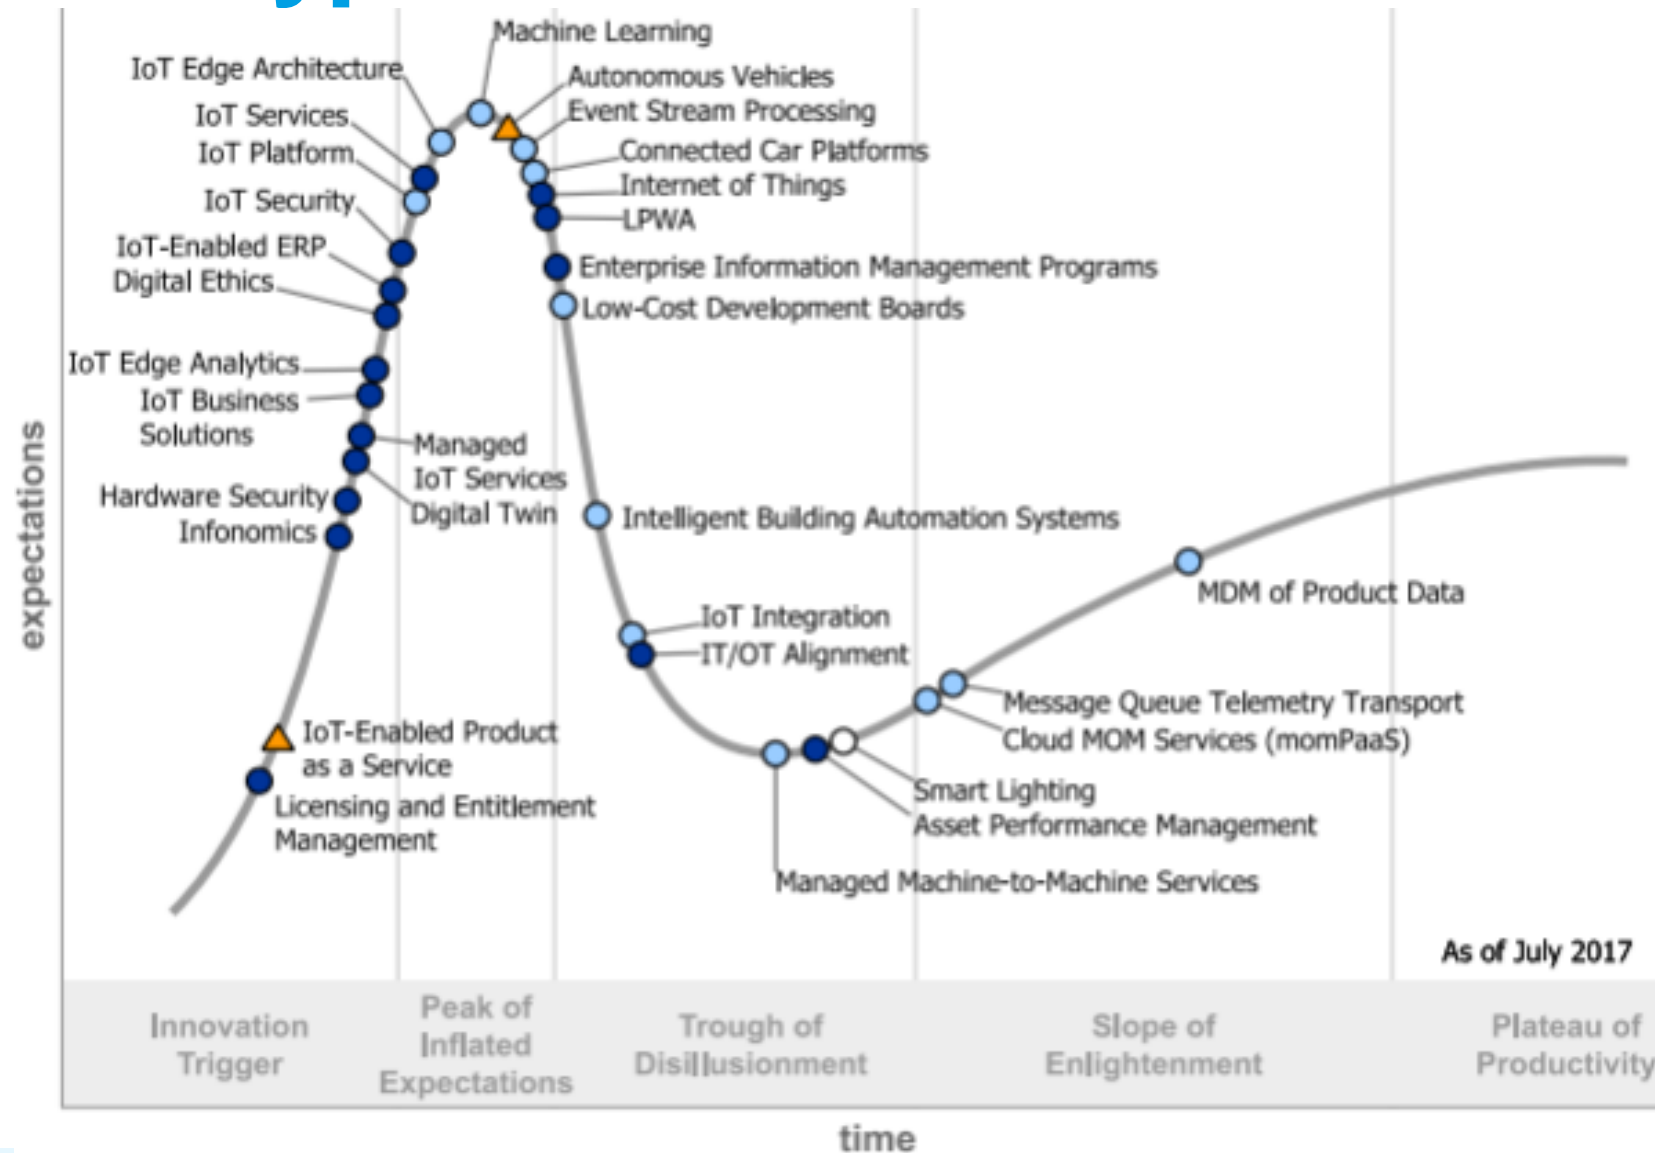 Machine Learning
IoT Edge Architecture
Autonomous Vehicles
IoT Services
Event Stream Processing
IoT Platform
Connected Car Platforms
IoT Security
Internet of Things
LPWA
IoT-Enabled ERP
Digital Ethics
Enterprise Information Management Programs
Low-Cost Development Boards
IoT Edge Analytics
IoT Business
Solutions
Managed
IoT Services
Digital Twin
Hardware Security
Infonomics
Intelligent Building Automation Systems
MDM of Product Data
IoT Integration
IT/OT Alignment
Message Queue Telemetry Transport
Cloud MOM Services (momPaaS)
IoT-Enabled Product
as a Service
Licensing and Entitlement
Management
Smart Lighting
Asset Performance Management
Managed Machine-to-Machine Services
As of July 2017
expectations
Innovation
Trigger
Peak of
Inflated
Expectations
Trough of
Disillusionment
Slope of
Enlightenment
Plateau of
Productivity
time